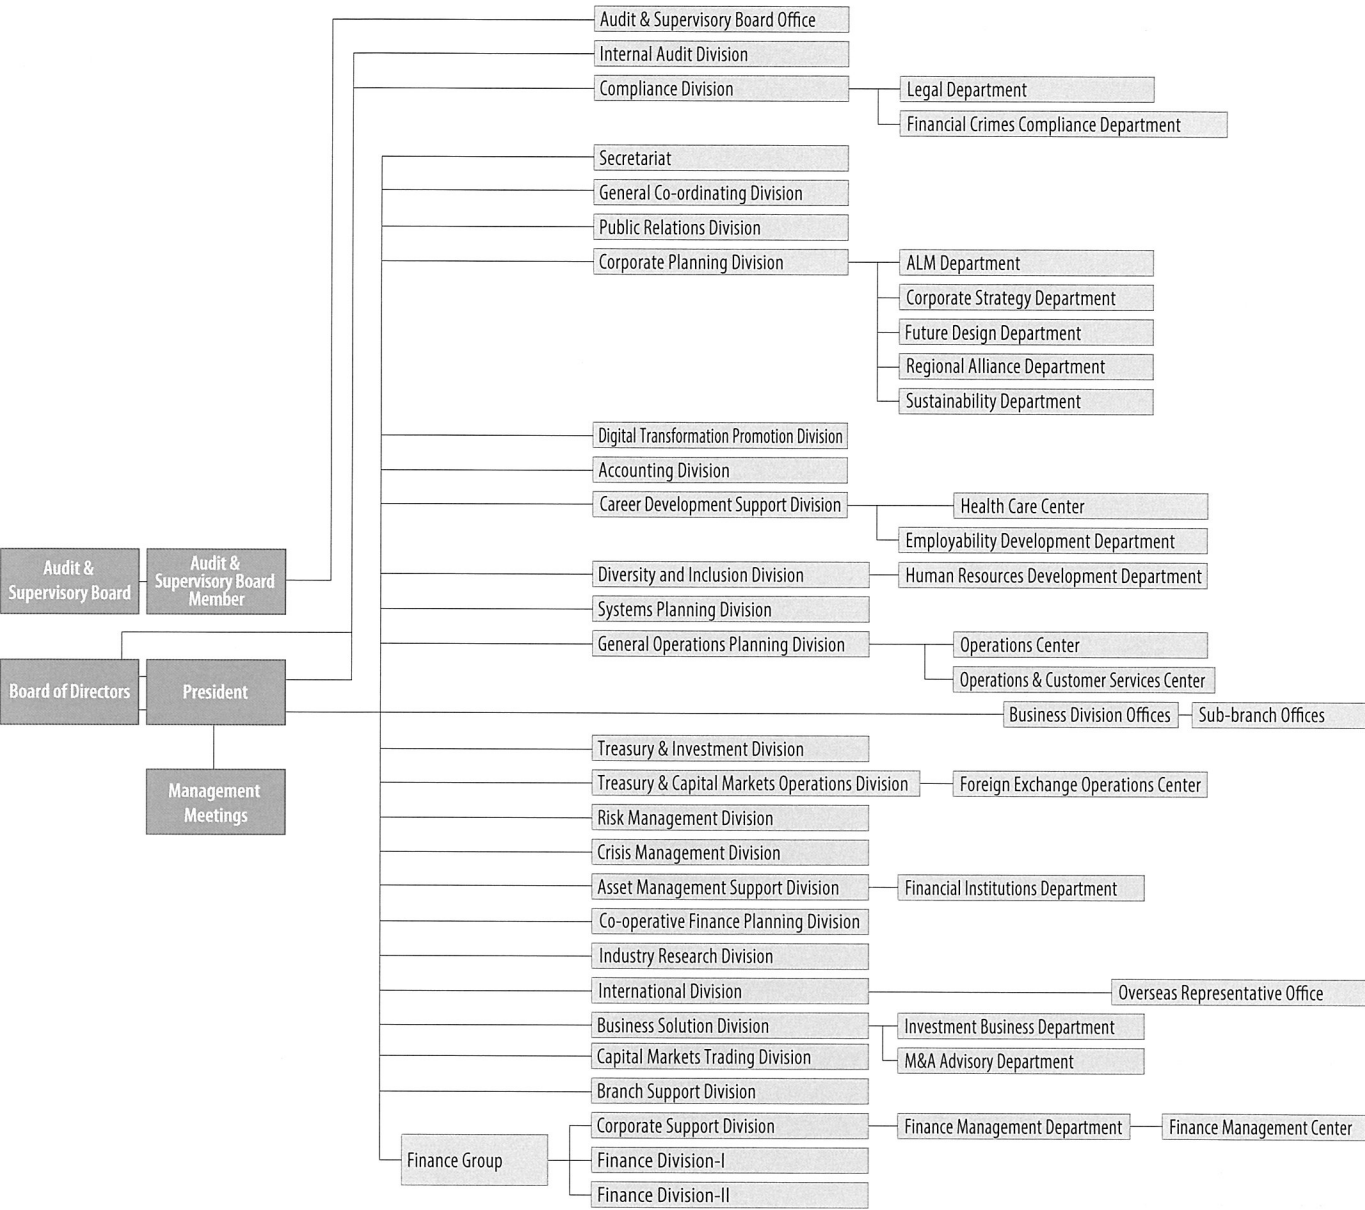 Audit & Supervisory Board Office
Internal Audit Division
Compliance Division
Legal Department
Financial Crimes Compliance Department
Secretariat
General Co-ordinating Division
Public Relations Division
Corporate Planning Division
ALM Department
Corporate Strategy Department
Future Design Department
Regional Alliance Department
Sustainability Department
Digital Transformation Promotion Division
Accounting Division
Career Development Support Division
Health Care Center
Employability Development Department
Audit &
Supervisory Board
Audit &
Supervisory Board
Member
Diversity and Inclusion Division
Human Resources Development Department
Systems Planning Division
General Operations Planning Division
Operations Center
Operations & Customer Services Center
Board of Directors
President
Business Division Offices
Sub-branch Offices
Management
Meetings
Treasury & Investment Division
Treasury & Capital Markets Operations Division
Foreign Exchange Operations Center
Risk Management Division
Crisis Management Division
Asset Management Support Division
Financial Institutions Department
Co-operative Finance Planning Division
Industry Research Division
International Division
Overseas Representative Office
Business Solution Division
Investment Business Department
M&A Advisory Department
Capital Markets Trading Division
Branch Support Division
Finance Group
Corporate Support Division
Finance Management Department
Finance Management Center
Finance Division-I
Finance Division-II